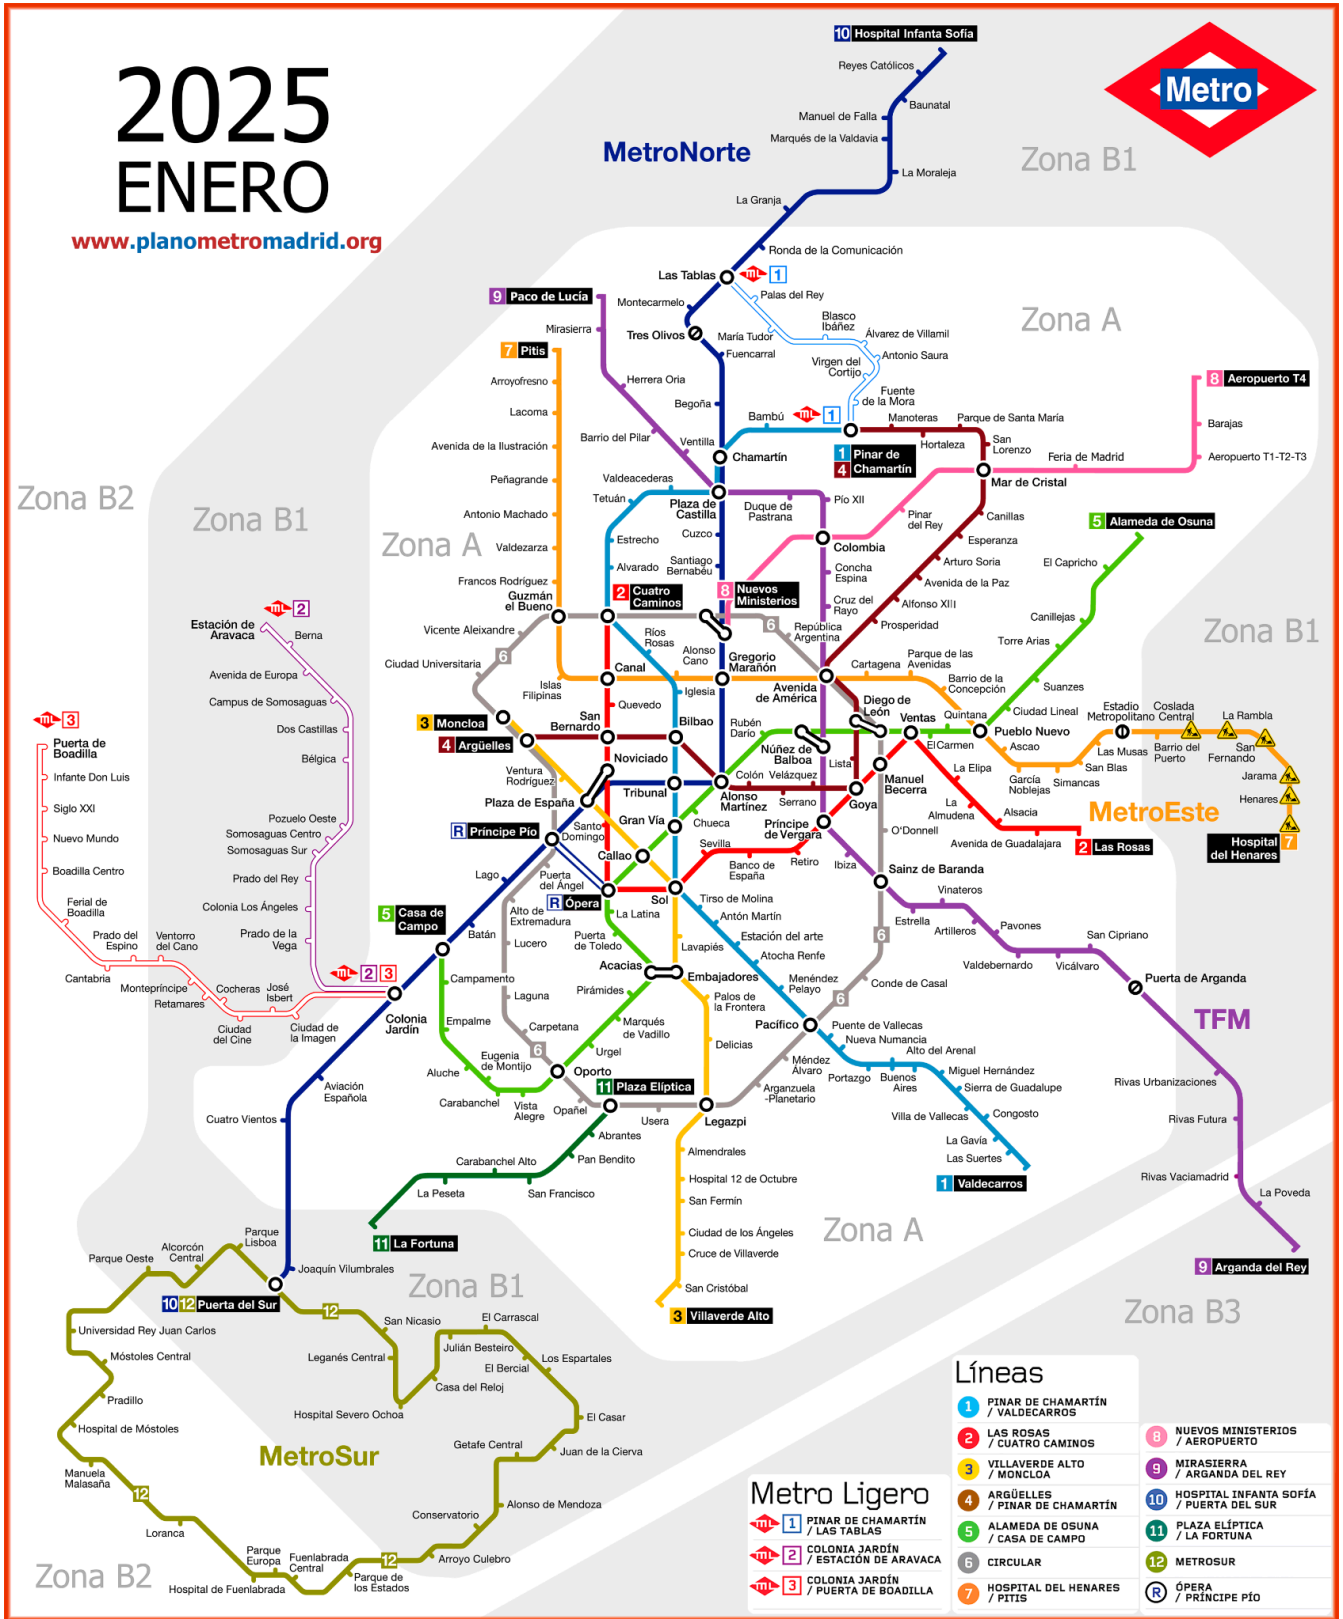 2025
ENERO
www.planometromadrid.org
Metro
MetroNorte
Zona B1
Zona A
Zona B2
Zona B1
Zona A
Zona B1
10 Hospital Infanta Sofía
Reyes Católicos
Baunatal
Manuel de Falla
Marqués de la Valdavia
La Moraleja
La Granja
Ronda de la Comunicación
Las Tablas
mL 1
Montecarmelo
Tres Olivos
Fuencarral
Begoña
Palas del Rey
María Tudor
Blasco
Ibáñez
Álvarez de Villamil
Antonio Saura
Virgen del
Cortijo
Fuente
de la Mora
mL 1
Bambú
1 Pinar de
4 Chamartín
Manoteras
Hortaleza
Parque de Santa María
San
Lorenzo
Mar de Cristal
Feria de Madrid
Aeropuerto T1-T2-T3
Barajas
8 Aeropuerto T4
9 Paco de Lucía
Mirasierra
Herrera Oria
Barrio del Pilar
Ventilla
Chamartín
Plaza de
Castilla
Valdeacederas
Tetuán
Estrecho
Alvarado
Cuzco
Santiago
Bernabéu
Duque de
Pastrana
Pío XII
Colombia
Pinar
del Rey
Concha
Espina
Cruz del
Rayo
Canillas
Esperanza
Arturo Soria
Avenida de la Paz
Alfonso XIII
Prosperidad
7 Pitis
Arroyofresno
Lacoma
Avenida de la Ilustración
Peñagrande
Antonio Machado
Valdezarza
Francos Rodríguez
Guzmán
el Bueno
2 Cuatro
Caminos
8 Nuevos
Ministerios
6
República
Argentina
5 Alameda de Osuna
El Capricho
Canillejas
Torre Arias
Suanzes
Ciudad Lineal
Pueblo Nuevo
Vicente Aleixandre
6
Ciudad Universitaria
3 Moncloa
4 Argüelles
Islas
Filipinas
Canal
Quevedo
San
Bernardo
Ríos
Rosas
Iglesia
Bilbao
Alonso
Cano
Gregorio
Marañón
Avenida
de América
Cartagena
Parque de las
Avenidas
Barrio de la
Concepción
Diego de
León
Ventas
El Carmen
Quintana
Rubén
Darío
Núñez de
Balboa
Lista
Manuel
Becerra
Goya
Colón
Velázquez
Serrano
Ascao
García
Noblejas
Simancas
San Blas
Las Musas
Estadio
Metropolitano
Barrio del
Puerto
Coslada
Central
La Rambla
San
Fernando
Jarama
Henares
Hospital
del Henares 7
MetroEste
La Elipa
La
Almudena
Alsacia
Avenida de Guadalajara
2 Las Rosas
Ventura
Rodríguez
Noviciado
Plaza de España
Tribunal
Alonso
Martínez
Santo
Domingo
Gran Vía
Chueca
Callao
R Príncipe Pío
Puerta
del Ángel
R Ópera
Sol
Sevilla
Banco de
España
Retiro
Príncipe
de Vergara
Ibiza
O'Donnell
Sainz de Baranda
Estrella
Vinateros
Artilleros
Pavones
Valdebernardo
Vicálvaro
San Cipriano
Puerta de Arganda
TFM
Rivas Urbanizaciones
Rivas Futura
Rivas Vaciamadrid
La Poveda
9 Arganda del Rey
Zona B3
6
Conde de Casal
6
Pacífico
Tirso de Molina
Antón Martín
Estación del arte
Atocha Renfe
Menéndez
Pelayo
Puente de Vallecas
Nueva Numancia
Portazgo
Buenos
Aires
Alto del Arenal
Miguel Hernández
Sierra de Guadalupe
Villa de Vallecas
Congosto
La Gavía
Las Suertes
1 Valdecarros
Méndez
Álvaro
Arganzuela
-Planetario
Legazpi
Usera
11 Plaza Elíptica
Opañel
Oporto
6
Carpetana
Laguna
Lucero
Alto de
Extremadura
La Latina
Puerta
de Toledo
Acacias
Embajadores
Lavapiés
Palos de
la Frontera
Delicias
Pirámides
Marqués
de Vadillo
Urgel
Vista
Alegre
Carabanchel
Eugenia
de Montijo
Aluche
Empalme
Campamento
5 Casa de
Campo
Lago
Batán
Colonia
Jardín
mL 2 3
Aviación
Española
Cuatro Vientos
Joaquín Vilumbrales
10 12 Puerta del Sur
Abrantes
Pan Bendito
San Francisco
Carabanchel Alto
La Peseta
11 La Fortuna
Almendrales
Hospital 12 de Octubre
San Fermín
Ciudad de los Ángeles
Cruce de Villaverde
San Cristóbal
3 Villaverde Alto
Zona A
Zona B1
mL 2
Estación de
Aravaca
Berna
Avenida de Europa
Campus de Somosaguas
Dos Castillas
Bélgica
Pozuelo Oeste
Somosaguas Centro
Somosaguas Sur
Prado del Rey
Colonia Los Ángeles
Prado de la
Vega
mL 3
Puerta de
Boadilla
Infante Don Luis
Siglo XXI
Nuevo Mundo
Boadilla Centro
Ferial de
Boadilla
Cantabria
Prado del
Espino
Montepríncipe
Ventorro
del Cano
Retamares
Cocheras
Ciudad
del Cine
José
Isbert
Ciudad de
la Imagen
Parque
Lisboa
Alcorcón
Central
Parque Oeste
Universidad Rey Juan Carlos
Móstoles Central
Pradillo
Hospital de Móstoles
Manuela
Malasaña
12
Loranca
Hospital de Fuenlabrada
Parque
Europa
Fuenlabrada
Central
Parque de
los Estados
12
Arroyo Culebro
Conservatorio
Alonso de Mendoza
Getafe Central
Juan de la Cierva
El Casar
Los Espartales
El Bercial
El Carrascal
Julián Besteiro
Casa del Reloj
Hospital Severo Ochoa
Leganés Central
San Nicasio
12
MetroSur
Zona B2
Metro Ligero
mL 1 PINAR DE CHAMARTÍN
/ LAS TABLAS
mL 2 COLONIA JARDÍN
/ ESTACIÓN DE ARAVACA
mL 3 COLONIA JARDÍN
/ PUERTA DE BOADILLA
Líneas
1 PINAR DE CHAMARTÍN
/ VALDECARROS
2 LAS ROSAS
/ CUATRO CAMINOS
3 VILLAVERDE ALTO
/ MONCLOA
4 ARGÜELLES
/ PINAR DE CHAMARTÍN
5 ALAMEDA DE OSUNA
/ CASA DE CAMPO
6 CIRCULAR
7 HOSPITAL DEL HENARES
/ PITIS
8 NUEVOS MINISTERIOS
/ AEROPUERTO
9 MIRASIERRA
/ ARGANDA DEL REY
10 HOSPITAL INFANTA SOFÍA
/ PUERTA DEL SUR
11 PLAZA ELÍPTICA
/ LA FORTUNA
12 METROSUR
R ÓPERA
/ PRÍNCIPE PÍO